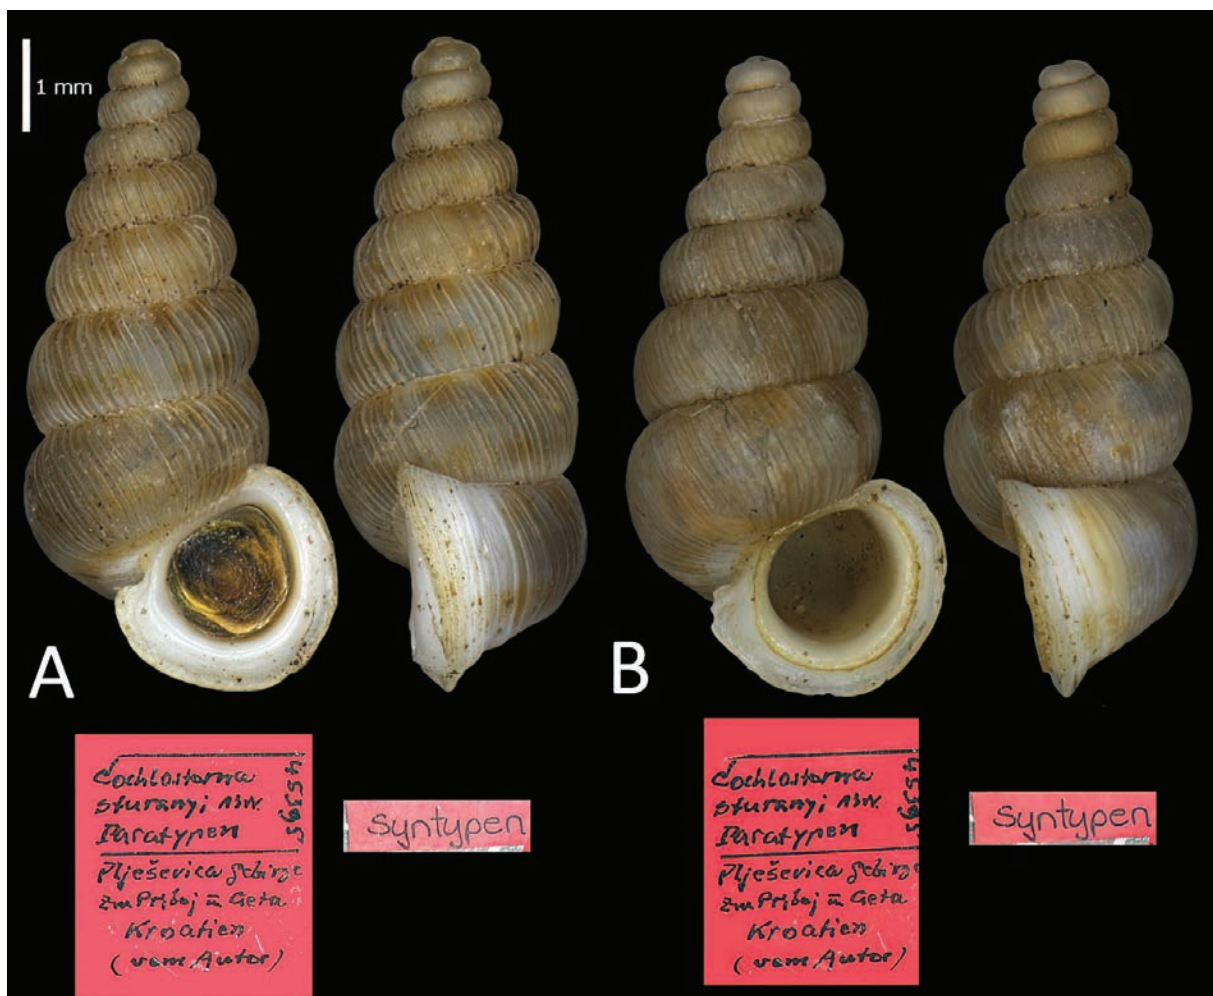 1 mm
A
B
Cochlostoma
sturanyi
Paratypen
45395
Plješevica Gebirge
zw Priboj u Geta
Kroatien
(vom Autor)
Syntypen
Cochlostoma
sturanyi
Paratypen
45395
Plješevica Gebirge
zw Priboj u Geta
Kroatien
(vom Autor)
Syntypen